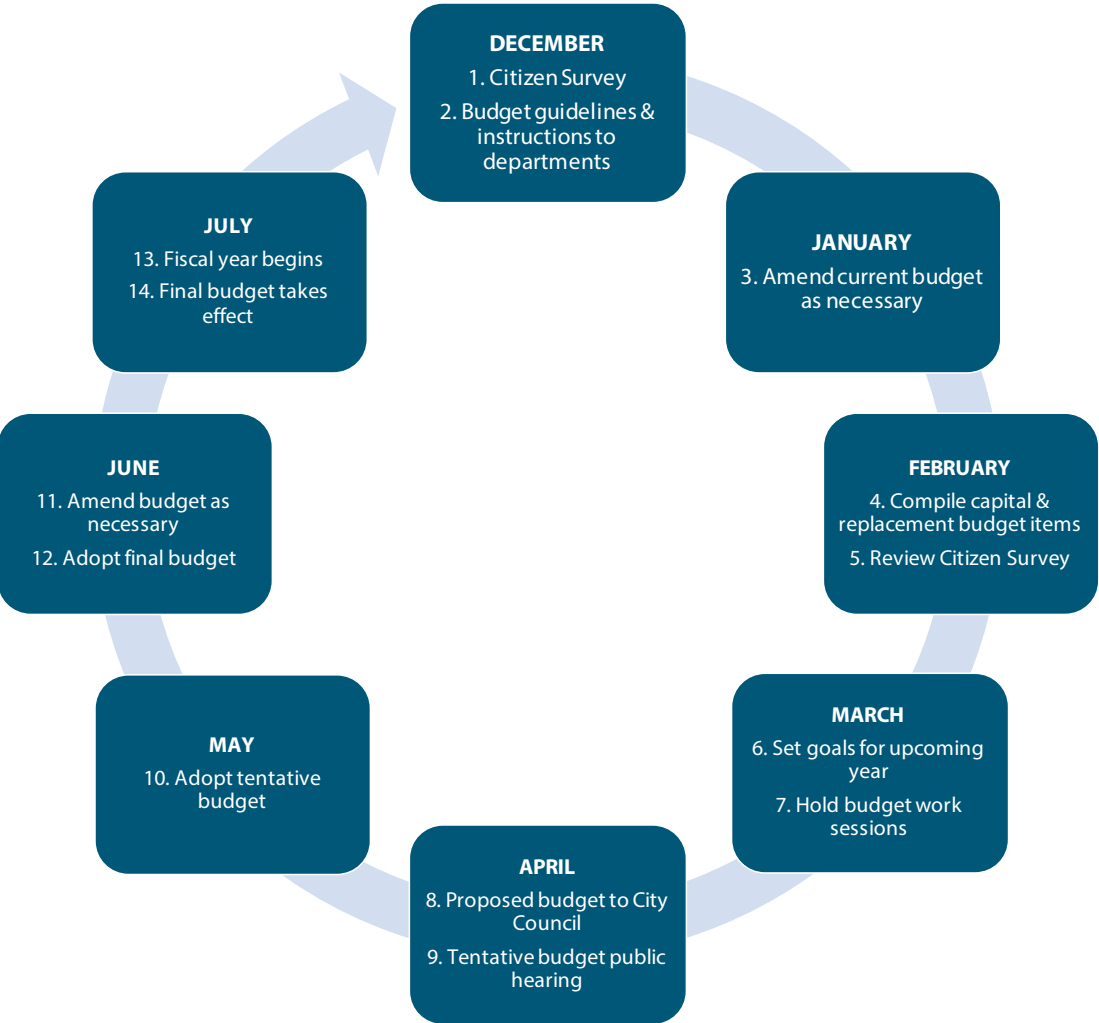 DECEMBER
1. Citizen Survey
2. Budget guidelines &
instructions to
departments
JANUARY
3. Amend current budget
as necessary
FEBRUARY
4. Compile capital &
replacement budget items
5. Review Citizen Survey
MARCH
6. Set goals for upcoming
year
7. Hold budget work
sessions
APRIL
8. Proposed budget to City
Council
9. Tentative budget public
hearing
MAY
10. Adopt tentative
budget
JUNE
11. Amend budget as
necessary
12. Adopt final budget
JULY
13. Fiscal year begins
14. Final budget takes
effect